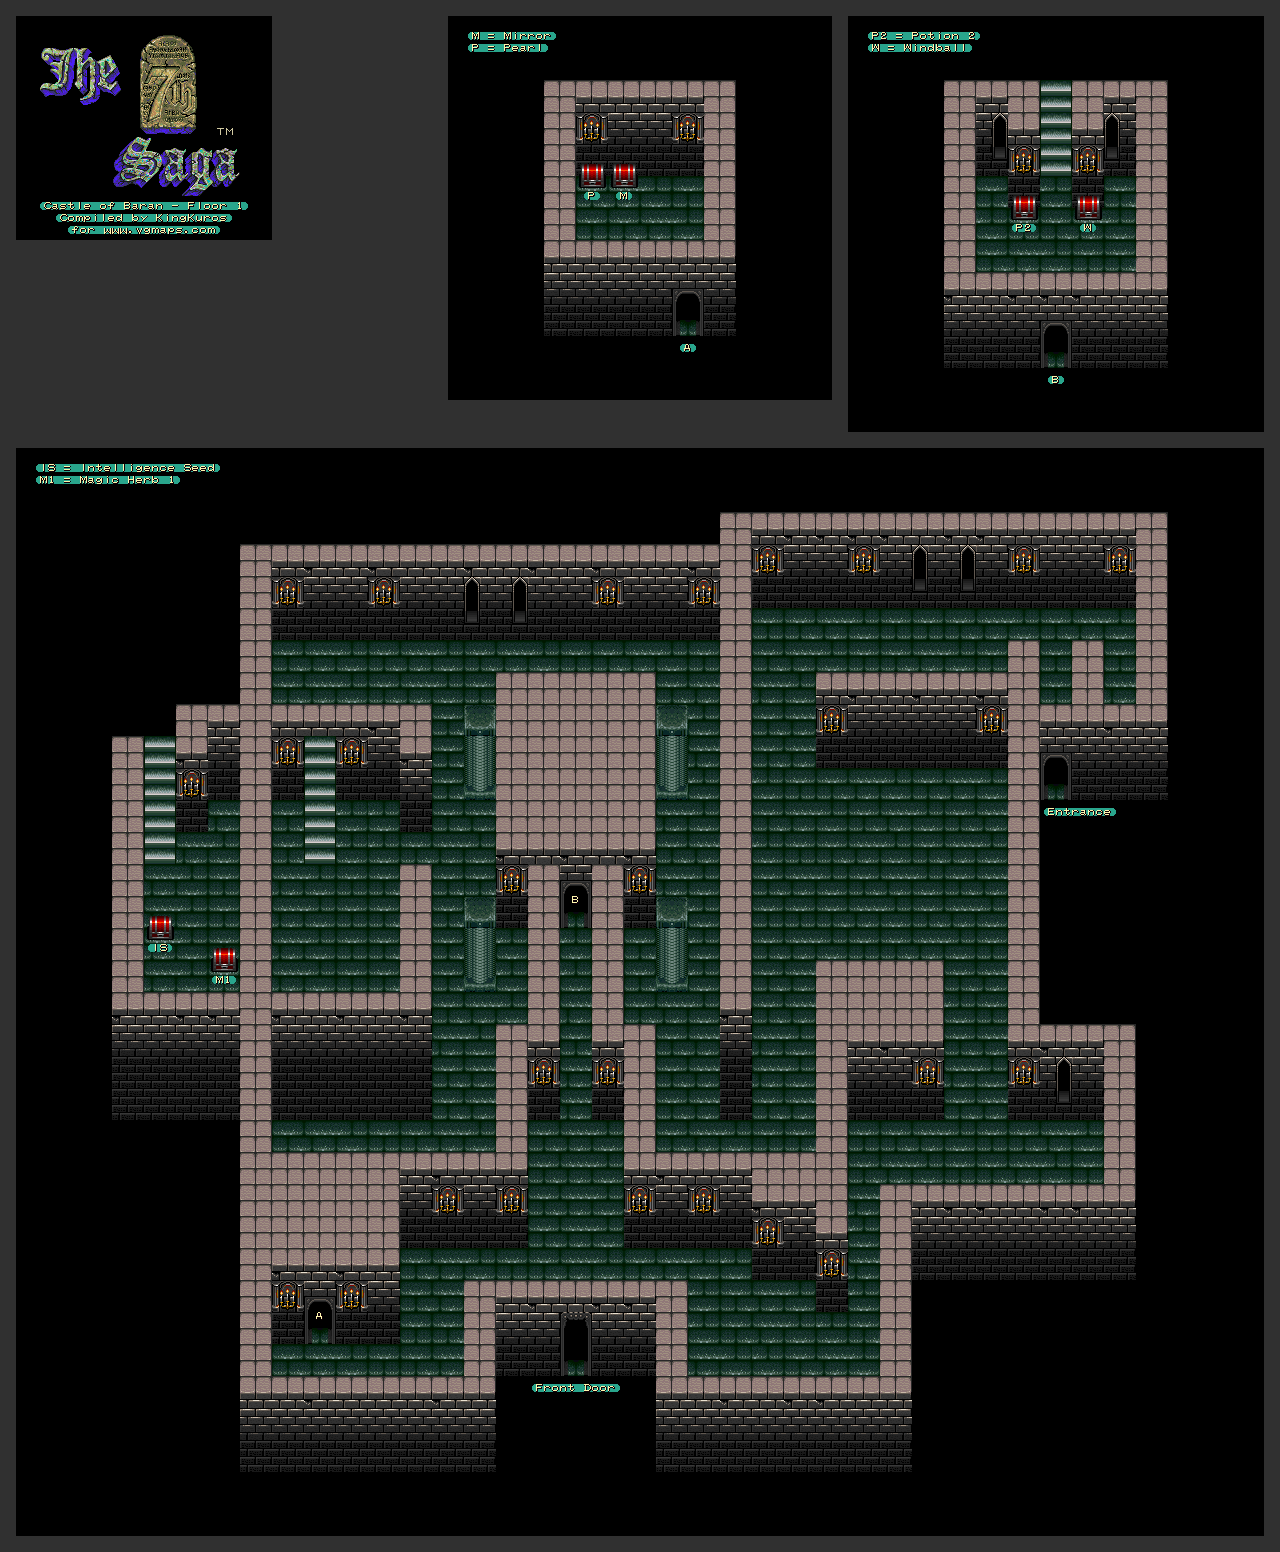 The
7th
Saga
TM
Castle of Baran - Floor 1
Compiled by KingKuros
for www.vgmaps.com
M = Mirror
P = Pearl
P M
A
P2 = Potion 2
W = Windball
P2 W
B
IS = Intelligence Seed
M1 = Magic Herb 1
Entrance
B
IS
M1
A
Front Door